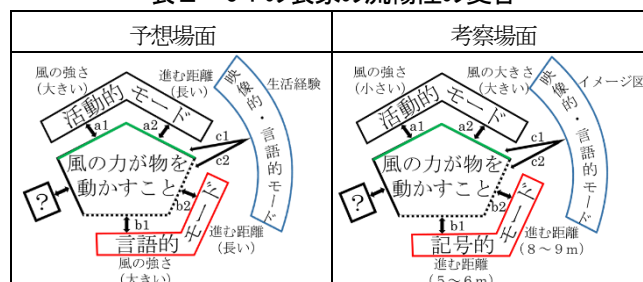 予想場面
風の強さ
(大きい)
進む距離
(長い)
活動的モード
映像的・言語的モード
生活経験
a1
a2
c1
c2
風の力が物を
動かすこと
?
b1
b2
言語的モード
進む距離
(長い)
風の強さ
(大きい)
考察場面
風の強さ
(小さい)
風の大きさ
(大きい)
活動的モード
映像的・言語的モード
イメージ図
a1
a2
c1
c2
風の力が物を
動かすこと
?
b1
b2
記号的モード
進む距離
(8~9m)
進む距離
(5~6m)